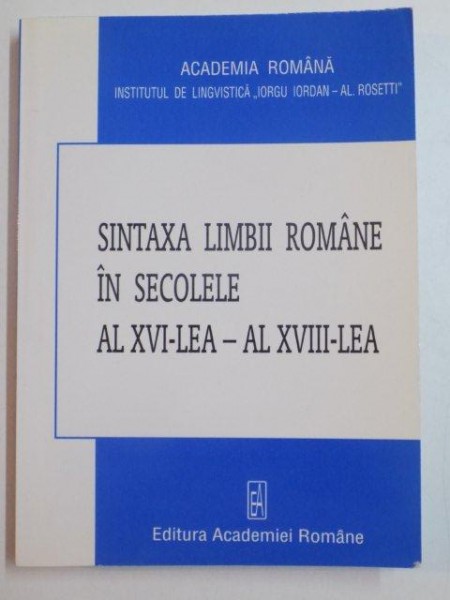 ACADEMIA ROMÂNĂ
INSTITUTUL DE LINGVISTICĂ „IORGU IORDAN – AL. ROSETTI”
SINTAXA LIMBII ROMÂNE
ÎN SECOLELE
AL XVI-LEA – AL XVIII-LEA
EA
Editura Academiei Române